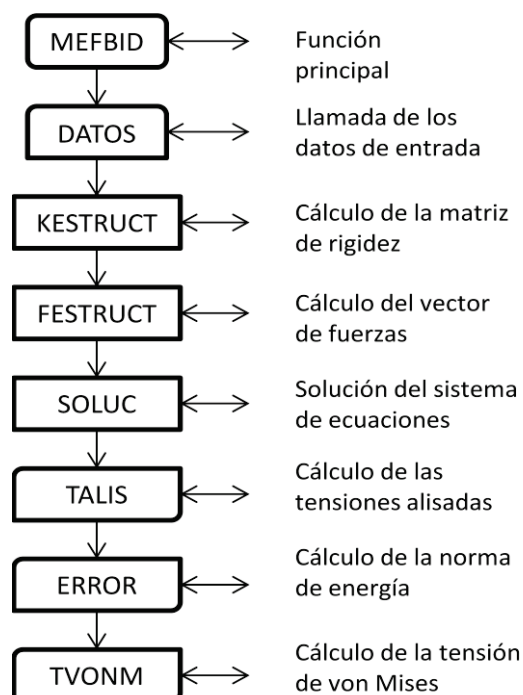 MEFBID
Función
principal
DATOS
Llamada de los
datos de entrada
KESTRUCT
Cálculo de la matriz
de rigidez
FESTRUCT
Cálculo del vector
de fuerzas
SOLUC
Solución del sistema
de ecuaciones
TALIS
Cálculo de las
tensiones alisadas
ERROR
Cálculo de la norma
de energía
TVONM
Cálculo de la tensión
de von Mises